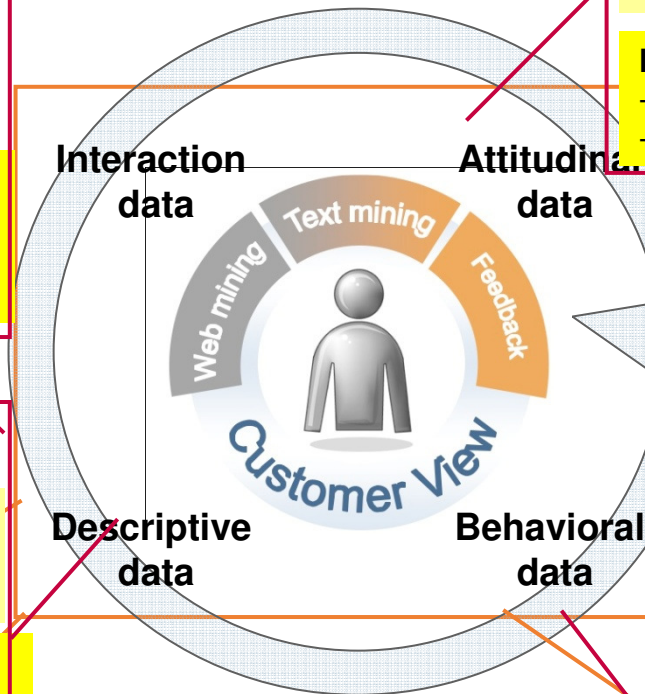 Interaction
data
Attitudinal
data
Text mining
Web mining
Feedback
Customer View
Descriptive
data
Behavioral
data